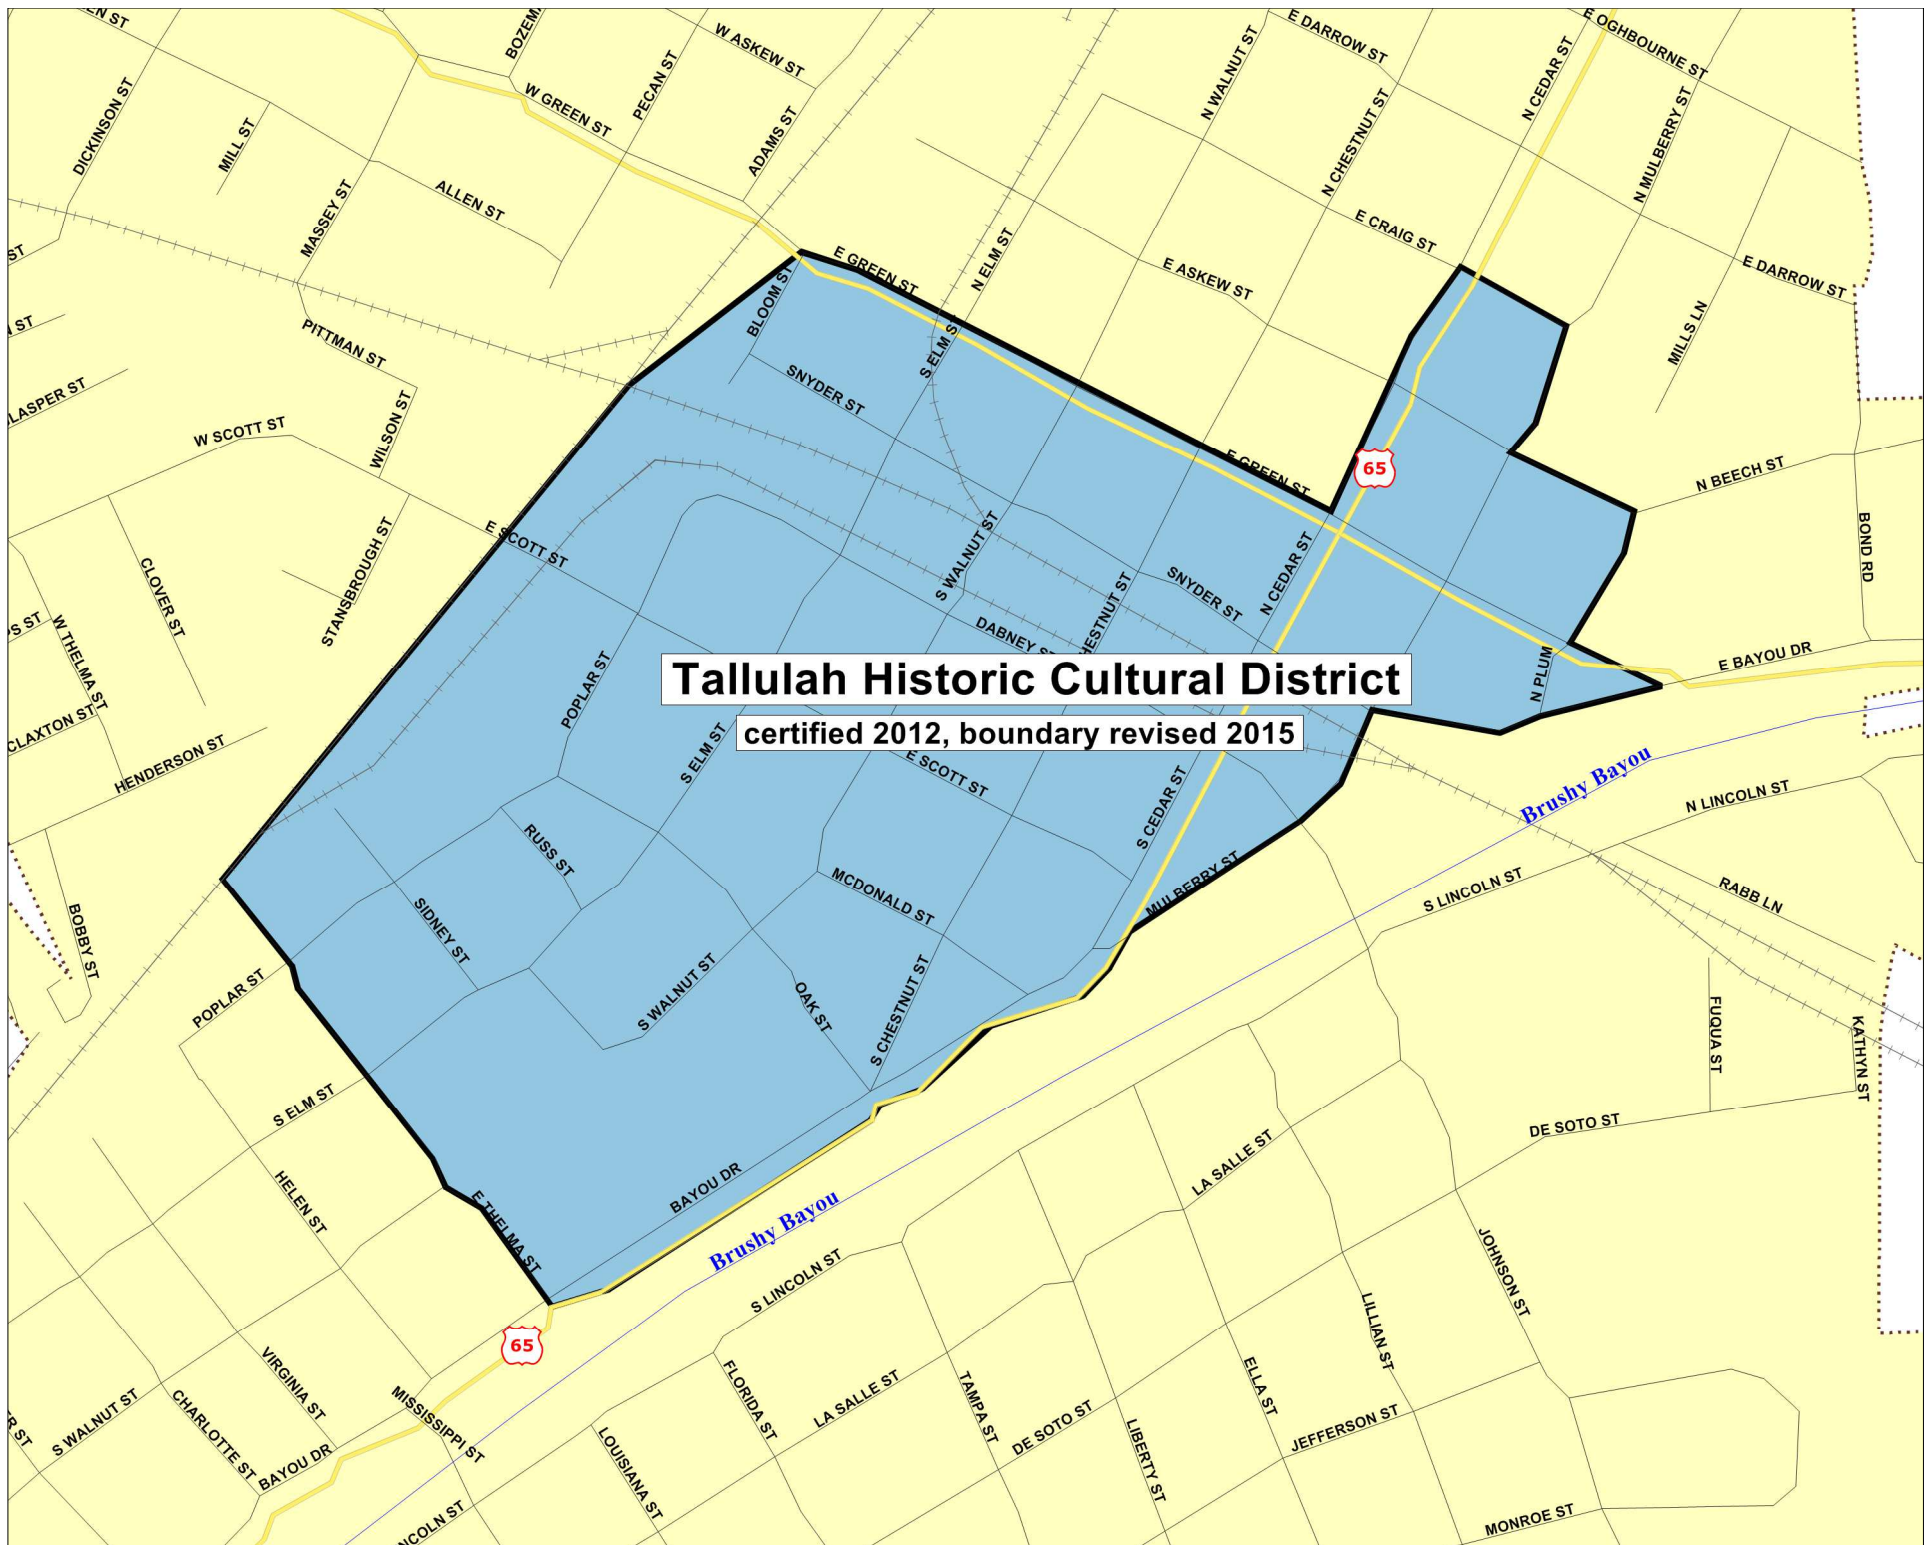 W ASKEW ST
E DARROW ST
E OGHBOURNE ST
N WALNUT ST
N CEDAR ST
PECAN ST
DICKINSON ST
W GREEN ST
MILL ST
ADAMS ST
N CHESTNUT ST
N MULBERRY ST
ALLEN ST
MASSEY ST
E CRAIG ST
N ELM ST
E GREEN ST
E ASKEW ST
E DARROW ST
BLOOM ST
MILLS LN
PITTMAN ST
S ELM ST
SNYDER ST
W SCOTT ST
WILSON ST
E GREEN ST
65
N BEECH ST
E SCOTT ST
STANSBROUGH ST
CLOVER ST
S WALNUT ST
N CEDAR ST
SNYDER ST
BOND RD
DABNEY ST
W THELMA ST
POPLAR ST
N PLUM
E BAYOU DR
Tallulah Historic Cultural District
certified 2012, boundary revised 2015
CLAXTON ST
HENDERSON ST
S ELM ST
E SCOTT ST
S CEDAR ST
Brushy Bayou
N LINCOLN ST
RUSS ST
MCDONALD ST
MULBERRY ST
S LINCOLN ST
RABB LN
BOBBY ST
SIDNEY ST
POPLAR ST
S WALNUT ST
OAK ST
S CHESTNUT ST
FUQUA ST
KATHYN ST
S ELM ST
DE SOTO ST
HELEN ST
E THELMA ST
BAYOU DR
LA SALLE ST
Brushy Bayou
S LINCOLN ST
JOHNSON ST
65
LILLIAN ST
VIRGINIA ST
FLORIDA ST
LA SALLE ST
TAMPA ST
ELLA ST
S WALNUT ST
CHARLOTTE ST
MISSISSIPPI ST
DE SOTO ST
LIBERTY ST
JEFFERSON ST
BAYOU DR
LOUISIANA ST
MONROE ST